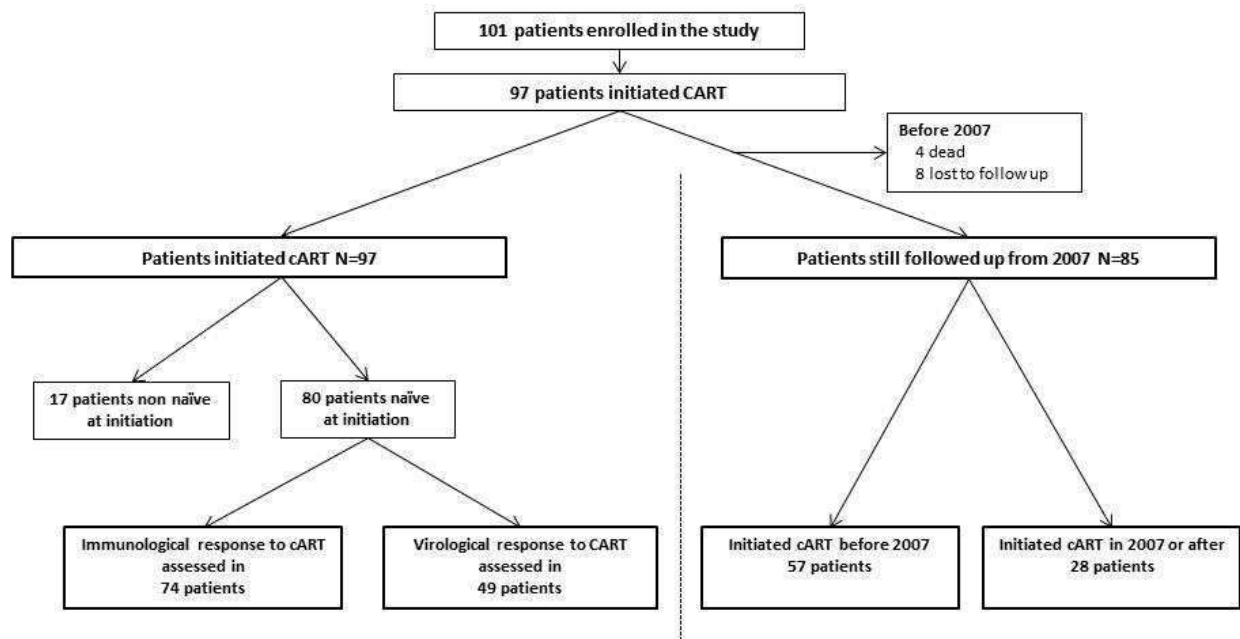 101 patients enrolled in the study
97 patients initiated CART
Before 2007
4 dead
8 lost to follow up
Patients initiated cART N=97
Patients still followed up from 2007 N=85
17 patients non naïve
at initiation
80 patients naïve
at initiation
Immunological response to cART
assessed in
74 patients
Virological response to CART
assessed in
49 patients
Initiated cART before 2007
57 patients
Initiated cART in 2007 or after
28 patients